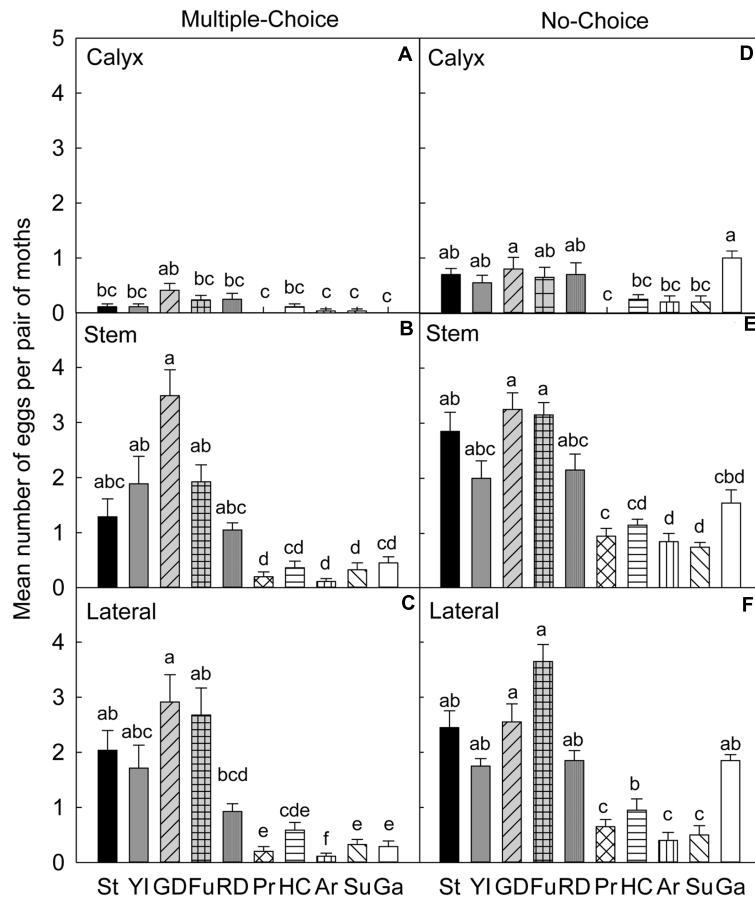 Multiple-Choice No-Choice
Mean number of eggs per pair of moths
5
4
3
2
1
0
Calyx A
bc bc ab bc bc c bc c c c
Calyx D
ab ab a ab ab c bc bc bc a
4
3
2
1
0
Stem B
abc ab a ab abc d cd d d cd
Stem E
ab abc a a abc c cd d d cbd
4
3
2
1
0
Lateral C
ab abc a ab bcd e cde f e e
Lateral F
ab ab a a ab c b c c ab
St YI GD Fu RD Pr HC Ar Su Ga
St YI GD Fu RD Pr HC Ar Su Ga